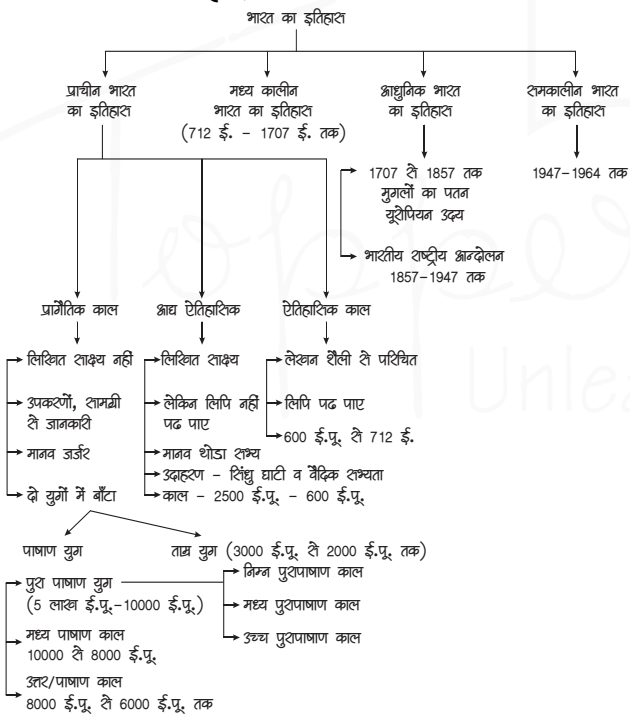 भारत का इतिहास
प्राचीन भारत
का इतिहास
मध्य कालीन
भारत का इतिहास
(712 ई. - 1707 ई. तक)
आधुनिक भारत
का इतिहास
समकालीन भारत
का इतिहास
1707 से 1857 तक
मुगलों का पतन
यूरोपियन उदय
भारतीय राष्ट्रीय आन्दोलन
1857-1947 तक
1947-1964 तक
प्रागैतिक काल
लिखित साक्ष्य नहीं
उपकरणों, सामग्री
से जानकारी
मानव जर्जर
दो युगों में बाँटा
आद्य ऐतिहासिक
लिखित साक्ष्य
लेकिन लिपि नहीं
पढ पाए
मानव थोडा सभ्य
उदाहरण - सिंधु घाटी व वैदिक सभ्यता
काल - 2500 ई.पू. - 600 ई.पू.
ऐतिहासिक काल
लेखन शैली से परिचित
लिपि पढ पाए
600 ई.पू. से 712 ई.
पाषाण युग
ताम्र युग (3000 ई.पू. से 2000 ई.पू. तक)
पुरा पाषाण युग
(5 लाख ई.पू.-10000 ई.पू.)
निम्न पुरापाषाण काल
मध्य पुरापाषाण काल
उच्च पुरापाषाण काल
मध्य पाषाण काल
10000 से 8000 ई.पू.
उत्तर/पाषाण काल
8000 ई.पू. से 6000 ई.पू. तक